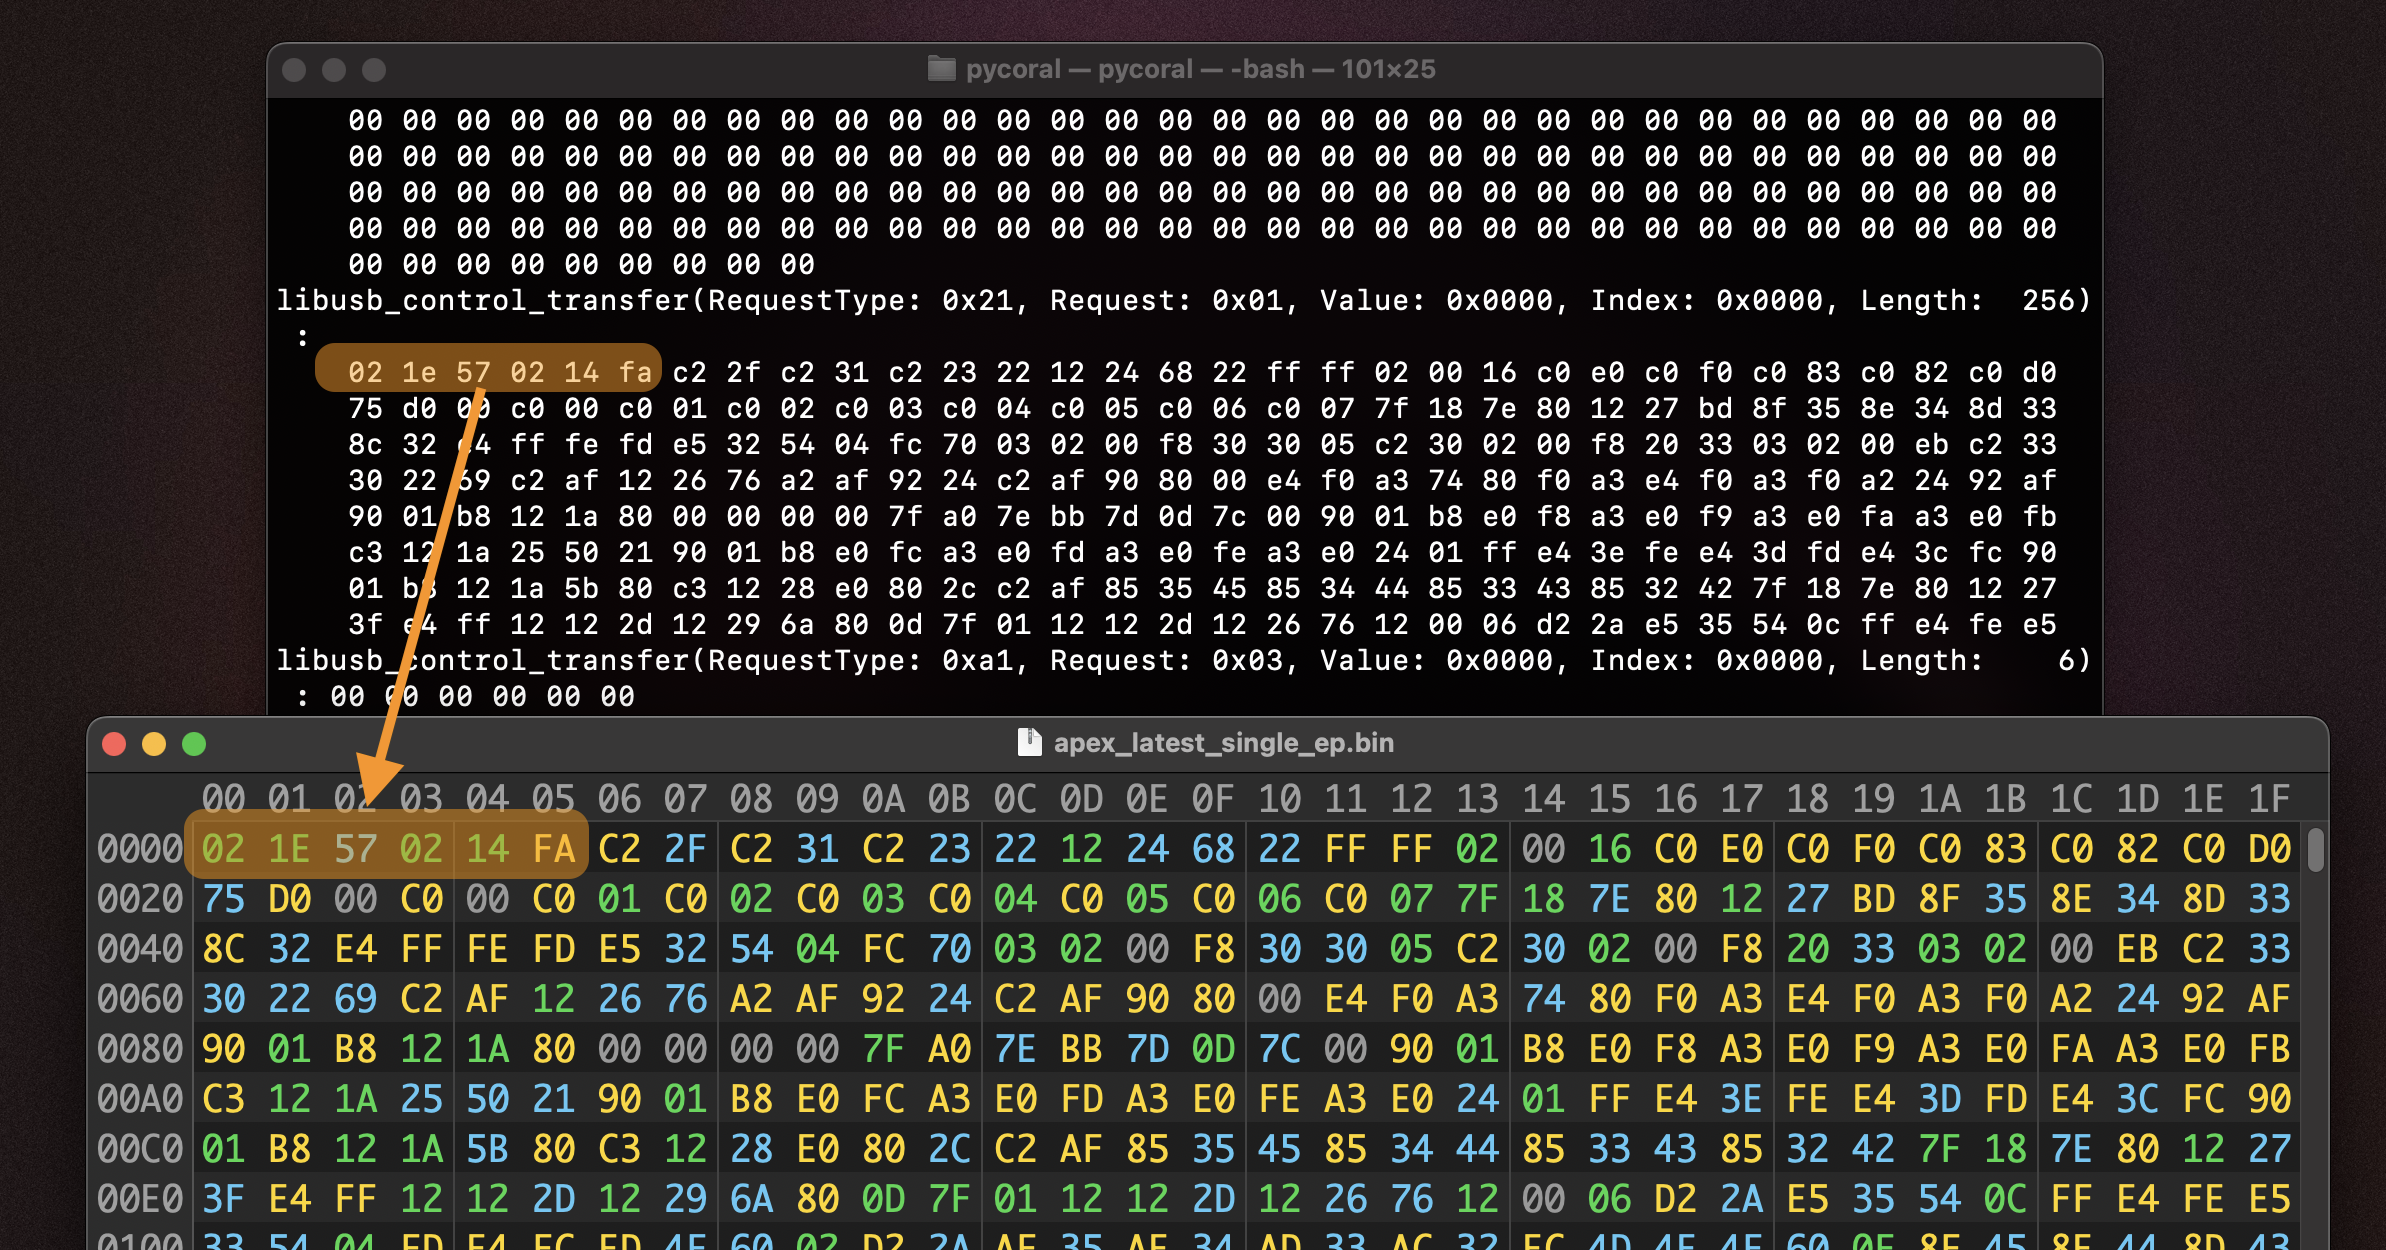 pycoral — pycoral — -bash — 101×25
00 00 00 00 00 00 00 00 00 00 00 00 00 00 00 00 00 00 00 00 00 00 00 00 00 00 00 00 00 00 00 00
00 00 00 00 00 00 00 00 00 00 00 00 00 00 00 00 00 00 00 00 00 00 00 00 00 00 00 00 00 00 00 00
00 00 00 00 00 00 00 00 00 00 00 00 00 00 00 00 00 00 00 00 00 00 00 00 00 00 00 00 00 00 00 00
00 00 00 00 00 00 00 00 00 00 00 00 00 00 00 00 00 00 00 00 00 00 00 00 00 00 00 00 00 00 00 00
00 00 00 00 00 00 00 00 00
libusb_control_transfer(RequestType: 0x21, Request: 0x01, Value: 0x0000, Index: 0x0000, Length:  256)
:
02 1e 57 02 14 fa c2 2f c2 31 c2 23 22 12 24 68 22 ff ff 02 00 16 c0 e0 c0 f0 c0 83 c0 82 c0 d0
75 d0 00 c0 00 c0 01 c0 02 c0 03 c0 04 c0 05 c0 06 c0 07 7f 18 7e 80 12 27 bd 8f 35 8e 34 8d 33
8c 32 e4 ff fe fd e5 32 54 04 fc 70 03 02 00 f8 30 30 05 c2 30 02 00 f8 20 33 03 02 00 eb c2 33
30 22 69 c2 af 12 26 76 a2 af 92 24 c2 af 90 80 00 e4 f0 a3 74 80 f0 a3 e4 f0 a3 f0 a2 24 92 af
90 01 b8 12 1a 80 00 00 00 00 7f a0 7e bb 7d 0d 7c 00 90 01 b8 e0 f8 a3 e0 f9 a3 e0 fa a3 e0 fb
c3 12 1a 25 50 21 90 01 b8 e0 fc a3 e0 fd a3 e0 fe a3 e0 24 01 ff e4 3e fe e4 3d fd e4 3c fc 90
01 b8 12 1a 5b 80 c3 12 28 e0 80 2c c2 af 85 35 45 85 34 44 85 33 43 85 32 42 7f 18 7e 80 12 27
3f e4 ff 12 12 2d 12 29 6a 80 0d 7f 01 12 12 2d 12 26 76 12 00 06 d2 2a e5 35 54 0c ff e4 fe e5
libusb_control_transfer(RequestType: 0xa1, Request: 0x03, Value: 0x0000, Index: 0x0000, Length:    6)
: 00 00 00 00 00 00
apex_latest_single_ep.bin
00 01 02 03 04 05 06 07 08 09 0A 0B 0C 0D 0E 0F 10 11 12 13 14 15 16 17 18 19 1A 1B 1C 1D 1E 1F
0000 02 1E 57 02 14 FA C2 2F C2 31 C2 23 22 12 24 68 22 FF FF 02 00 16 C0 E0 C0 F0 C0 83 C0 82 C0 D0
0020 75 D0 00 C0 00 C0 01 C0 02 C0 03 C0 04 C0 05 C0 06 C0 07 7F 18 7E 80 12 27 BD 8F 35 8E 34 8D 33
0040 8C 32 E4 FF FE FD E5 32 54 04 FC 70 03 02 00 F8 30 30 05 C2 30 02 00 F8 20 33 03 02 00 EB C2 33
0060 30 22 69 C2 AF 12 26 76 A2 AF 92 24 C2 AF 90 80 00 E4 F0 A3 74 80 F0 A3 E4 F0 A3 F0 A2 24 92 AF
0080 90 01 B8 12 1A 80 00 00 00 00 7F A0 7E BB 7D 0D 7C 00 90 01 B8 E0 F8 A3 E0 F9 A3 E0 FA A3 E0 FB
00A0 C3 12 1A 25 50 21 90 01 B8 E0 FC A3 E0 FD A3 E0 FE A3 E0 24 01 FF E4 3E FE E4 3D FD E4 3C FC 90
00C0 01 B8 12 1A 5B 80 C3 12 28 E0 80 2C C2 AF 85 35 45 85 34 44 85 33 43 85 32 42 7F 18 7E 80 12 27
00E0 3F E4 FF 12 12 2D 12 29 6A 80 0D 7F 01 12 12 2D 12 26 76 12 00 06 D2 2A E5 35 54 0C FF E4 FE E5
0100 33 54 04